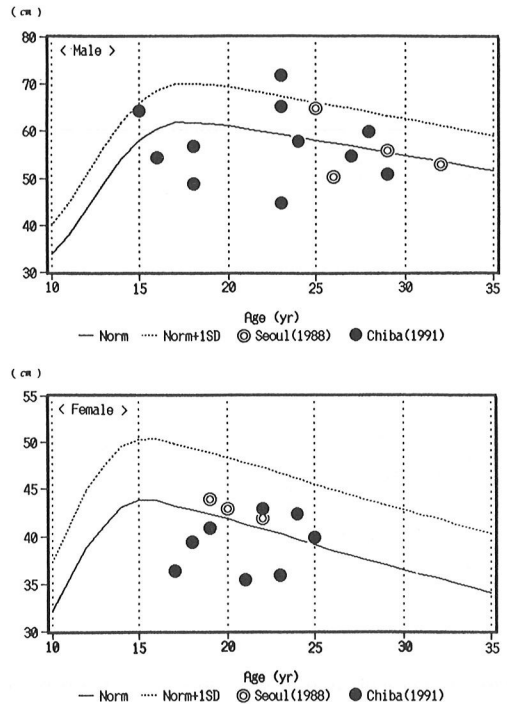 ( cm )
80
< Male >
70
60
50
40
30
10 15 20 25 30 35
Age (yr)
Norm Norm+1SD Seoul(1988) Chiba(1991)
( cm )
55
< Female >
50
45
40
35
30
10 15 20 25 30 35
Age (yr)
Norm Norm+1SD Seoul(1988) Chiba(1991)